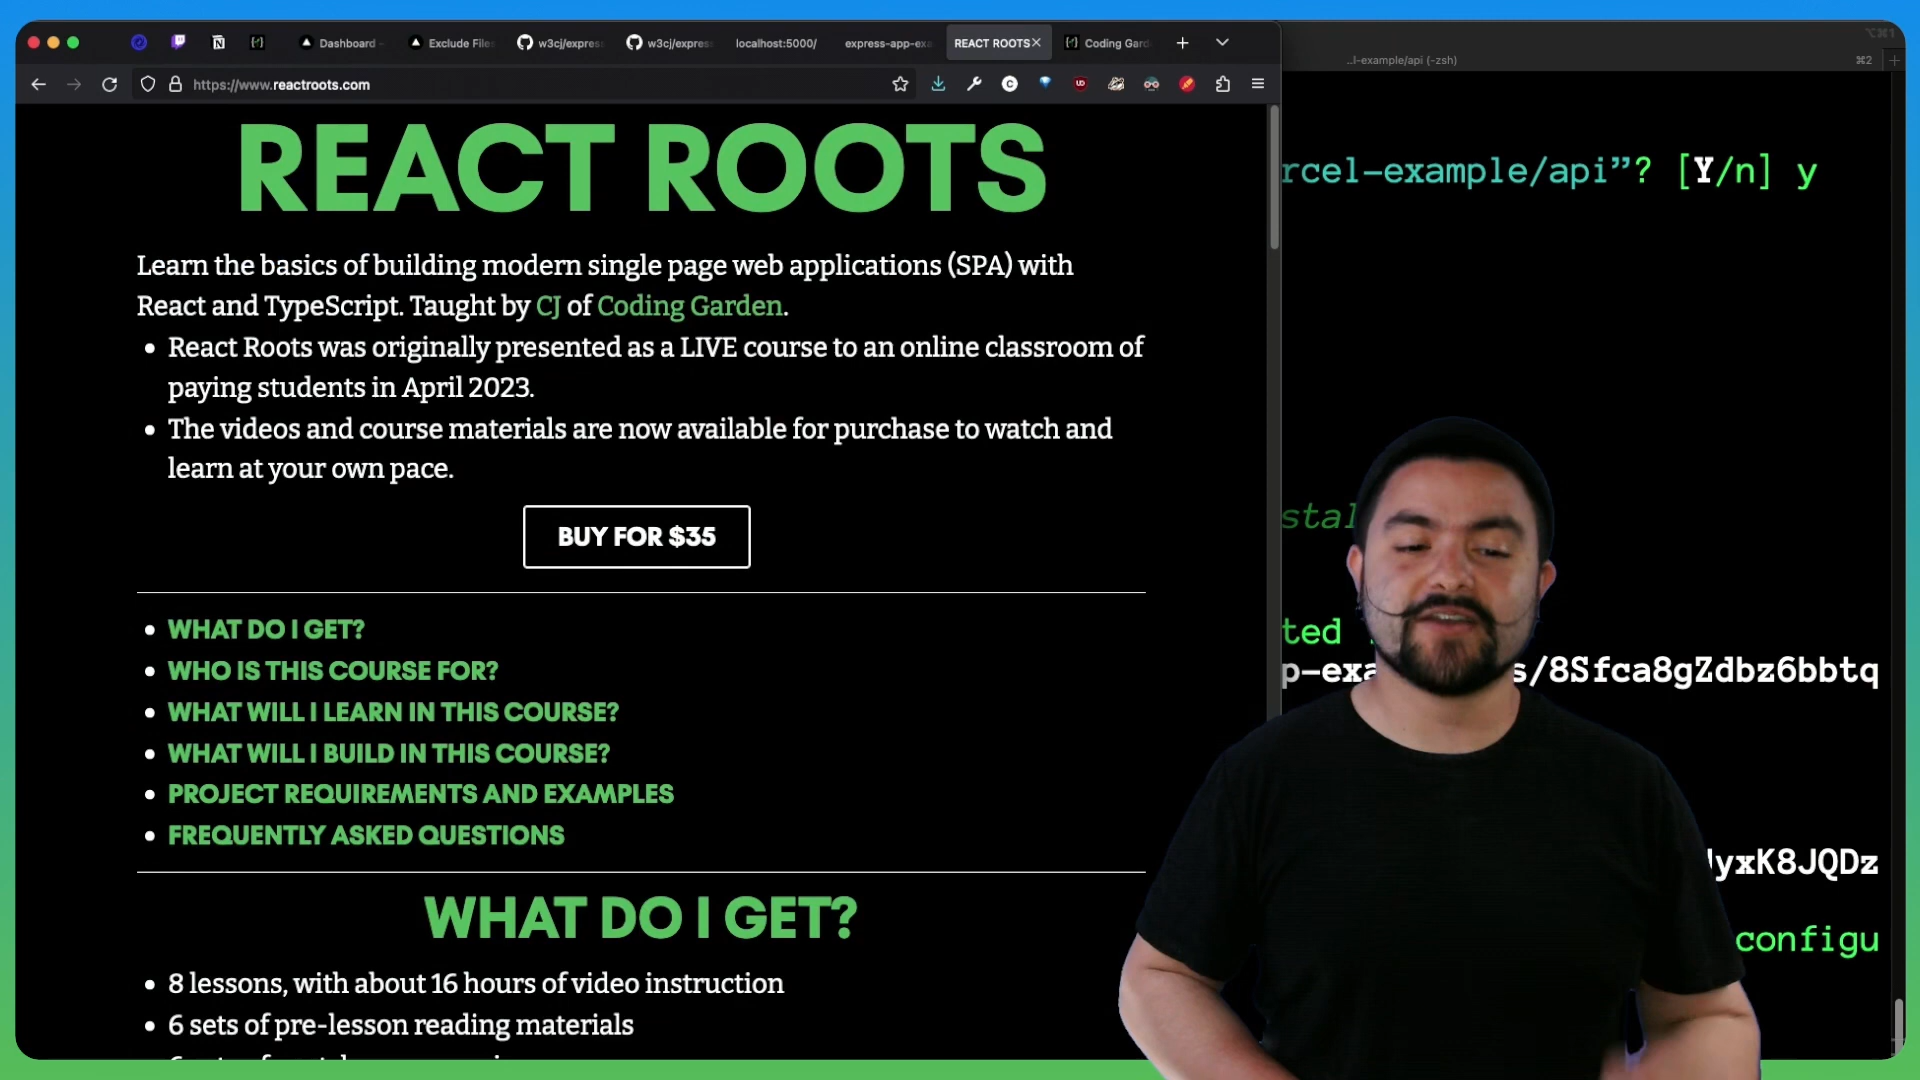 Dashboard
Exclude Files
w3cj/express
w3cj/express
localhost:5000/
express-app-exa
REACT ROOTS
Coding Gard
https://www.reactroots.com
..l-example/api (-zsh)
⌥⌘1
⌘2
REACT ROOTS
Learn the basics of building modern single page web applications (SPA) with
React and TypeScript. Taught by CJ of Coding Garden.
• React Roots was originally presented as a LIVE course to an online classroom of
paying students in April 2023.
• The videos and course materials are now available for purchase to watch and
learn at your own pace.
BUY FOR $35
• WHAT DO I GET?
• WHO IS THIS COURSE FOR?
• WHAT WILL I LEARN IN THIS COURSE?
• WHAT WILL I BUILD IN THIS COURSE?
• PROJECT REQUIREMENTS AND EXAMPLES
• FREQUENTLY ASKED QUESTIONS
WHAT DO I GET?
• 8 lessons, with about 16 hours of video instruction
• 6 sets of pre-lesson reading materials
rcel-example/api”? [Y/n] y
stal
ted
p-exa
s/8Sfca8gZdbz6bbtq
yxK8JQDz
configu